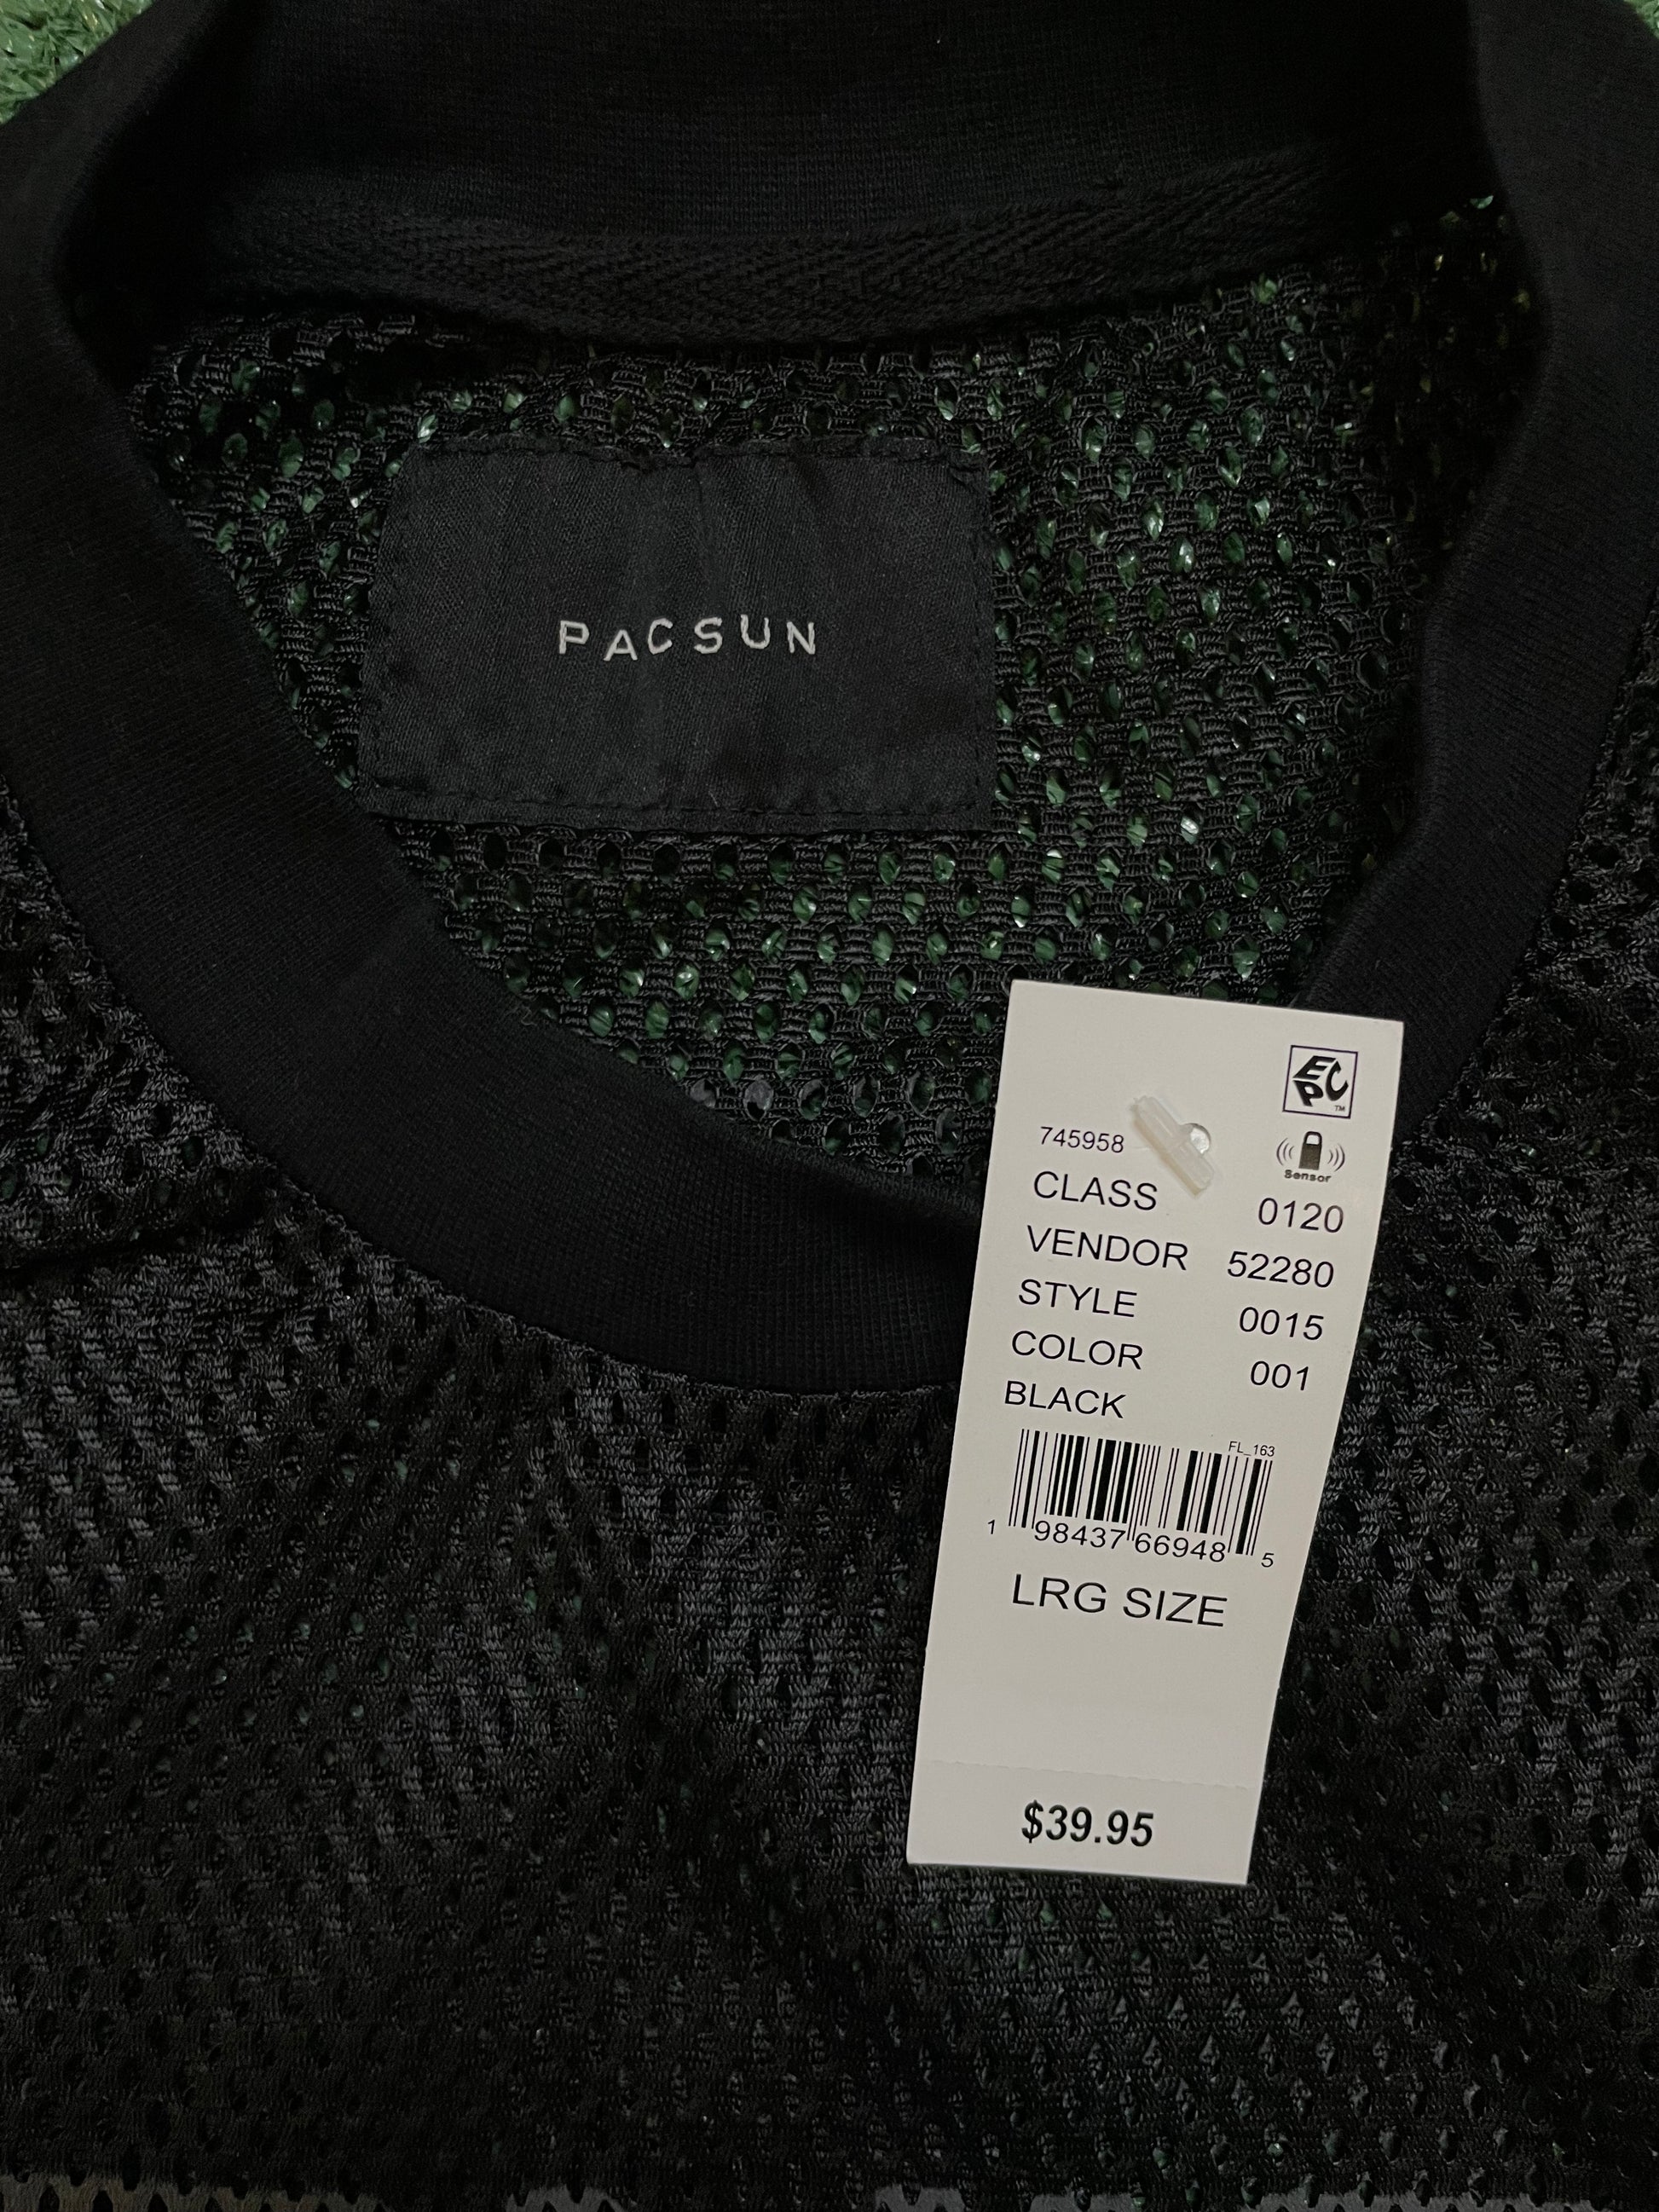 PACSUN
EPC
TM
745958
Sensor
CLASS 0120
VENDOR 52280
STYLE 0015
COLOR 001
BLACK
FL_163
1 98437 66948 5
LRG SIZE
$39.95